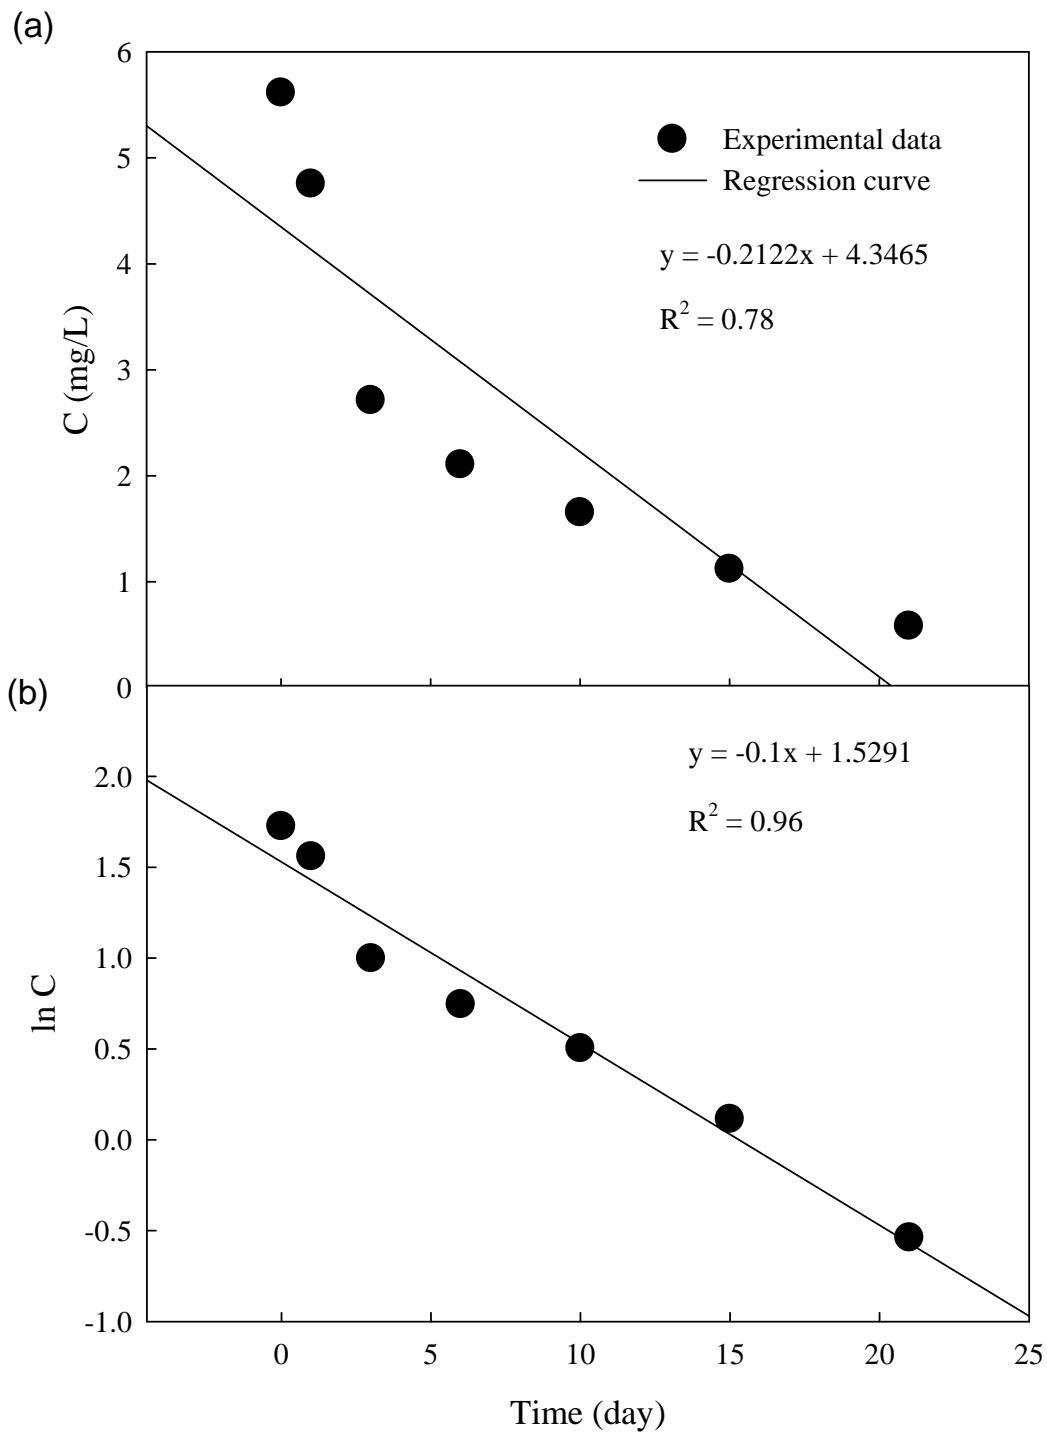 (a)
6
5
4
3
2
1
0
C (mg/L)
Experimental data
Regression curve
y = -0.2122x + 4.3465
R² = 0.78
(b)
2.0
1.5
1.0
0.5
0.0
-0.5
-1.0
ln C
y = -0.1x + 1.5291
R² = 0.96
0 5 10 15 20 25
Time (day)